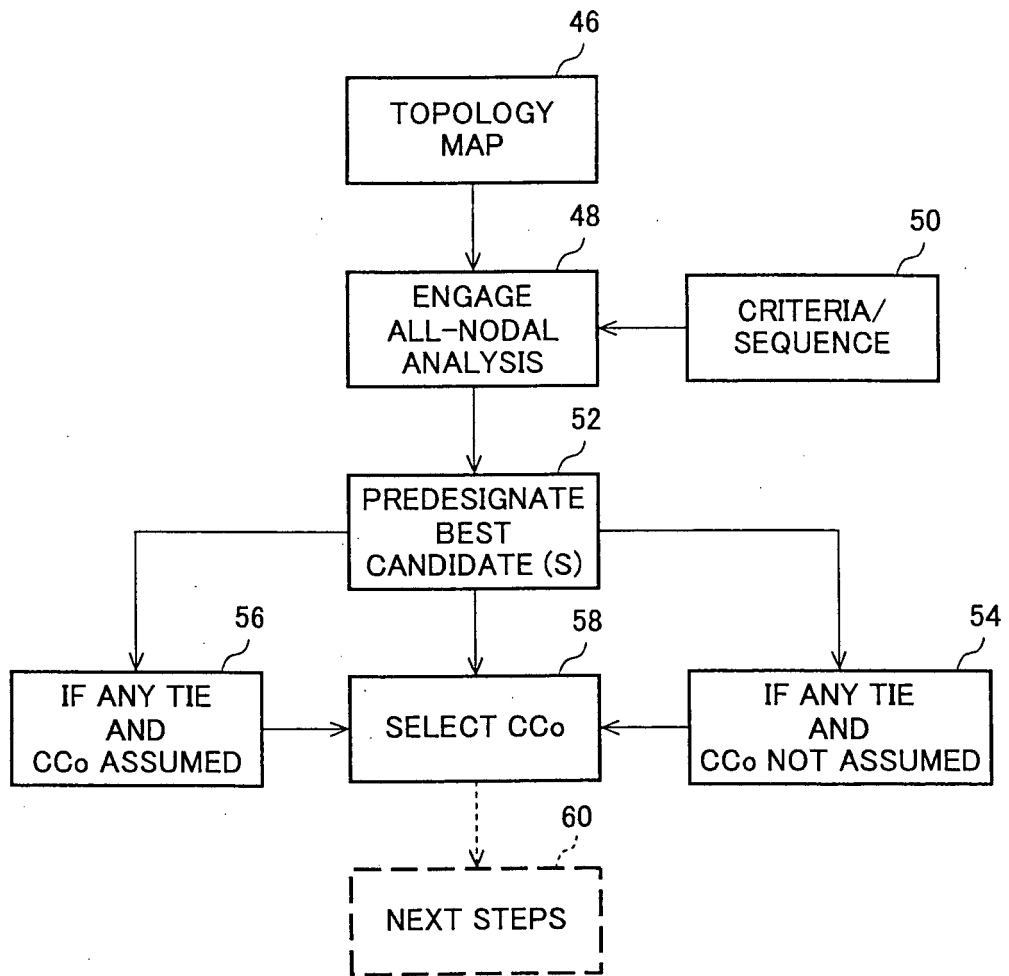 46
TOPOLOGY
MAP
48
50
ENGAGE
ALL-NODAL
ANALYSIS
CRITERIA/
SEQUENCE
52
PREDESIGNATE
BEST
CANDIDATE (S)
56
58
54
IF ANY TIE
AND
CCo ASSUMED
SELECT CCo
IF ANY TIE
AND
CCo NOT ASSUMED
60
NEXT STEPS